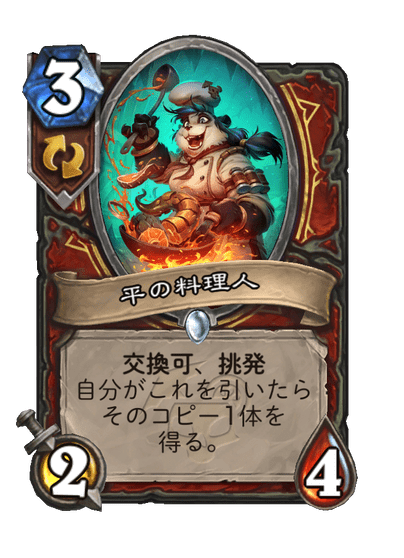 3
平の料理人
交換可、挑発
自分がこれを引いたら
そのコピー1体を
得る。
2
4